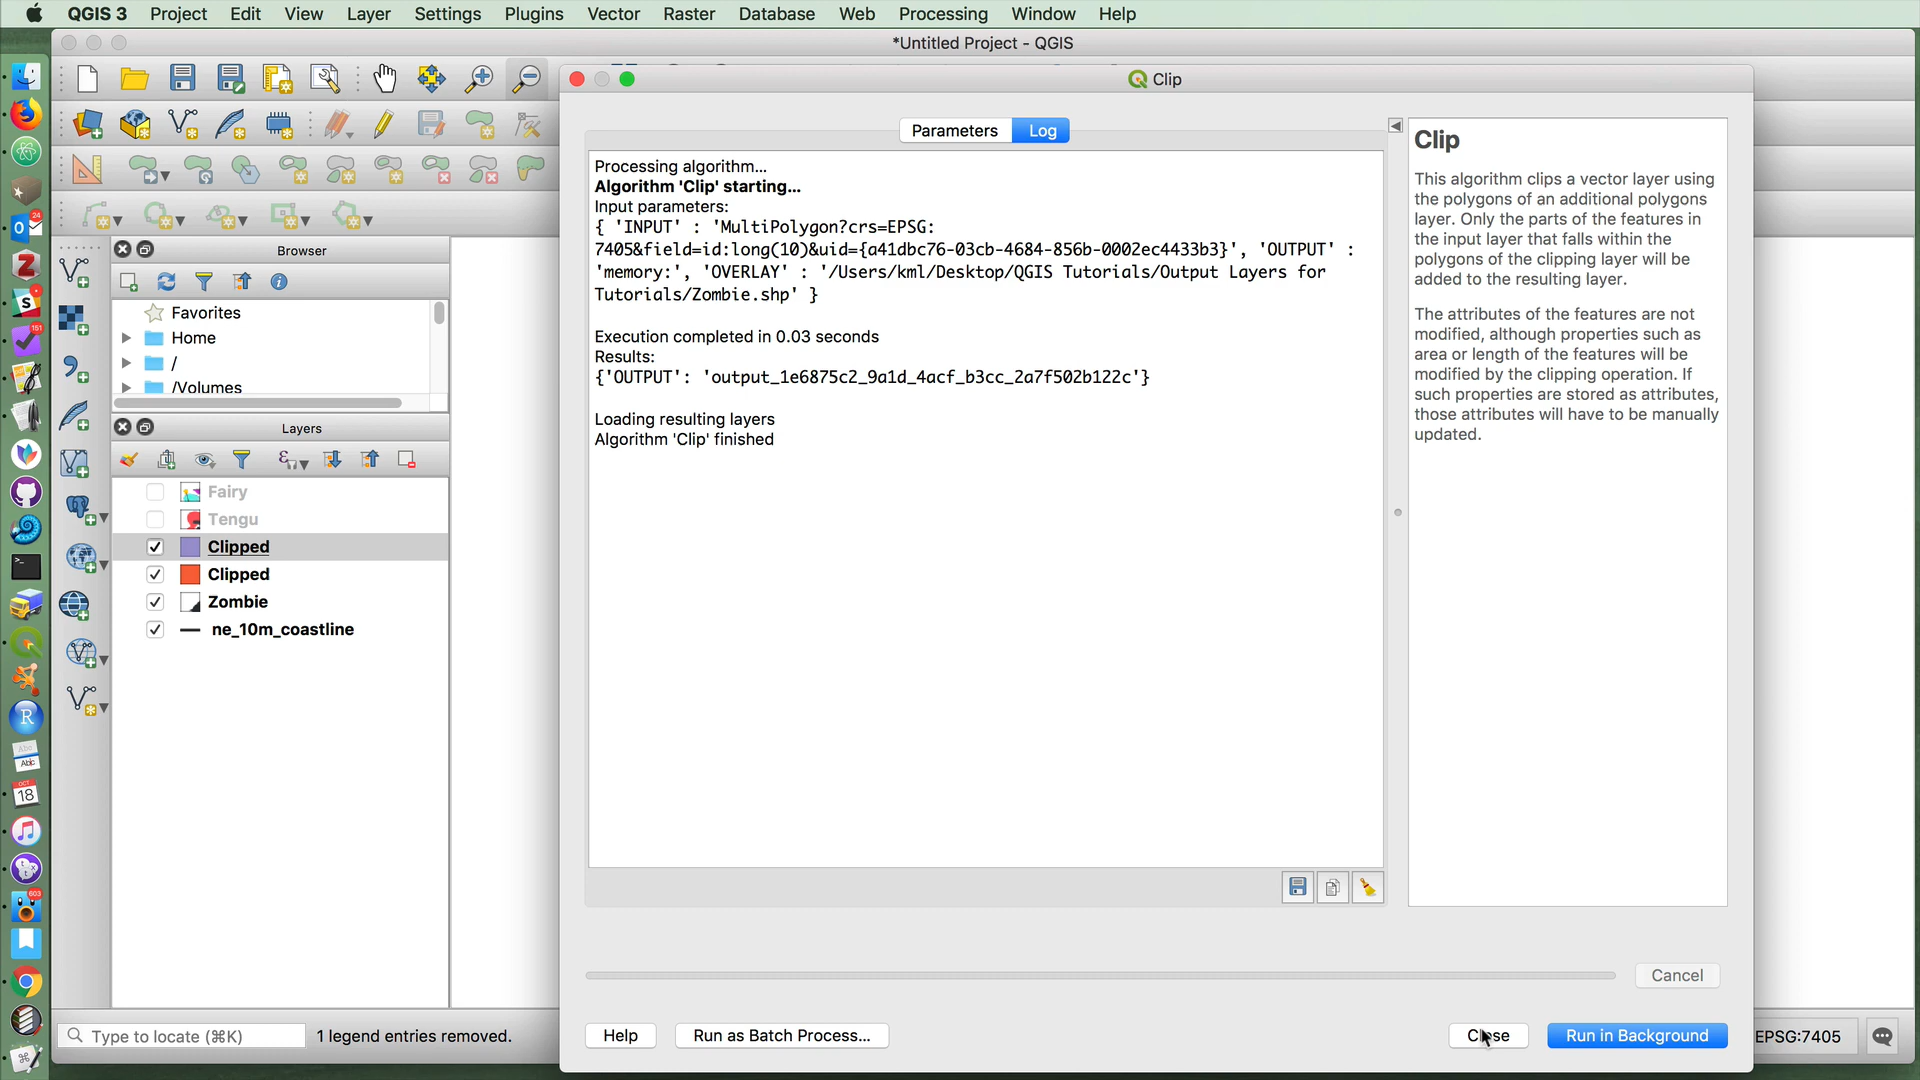 QGIS 3 Project Edit View Layer Settings Plugins Vector Raster Database Web Processing Window Help
*Untitled Project - QGIS
Clip
Parameters Log
Processing algorithm...
Algorithm 'Clip' starting...
Input parameters:
{ 'INPUT' : 'MultiPolygon?crs=EPSG:
7405&field=id:long(10)&uid={a41dbc76-03cb-4684-856b-0002ec4433b3}', 'OUTPUT' :
'memory:', 'OVERLAY' : '/Users/kml/Desktop/QGIS Tutorials/Output Layers for
Tutorials/Zombie.shp' }
Execution completed in 0.03 seconds
Results:
{'OUTPUT': 'output_1e6875c2_9a1d_4acf_b3cc_2a7f502b122c'}
Loading resulting layers
Algorithm 'Clip' finished
Clip
This algorithm clips a vector layer using
the polygons of an additional polygons
layer. Only the parts of the features in
the input layer that falls within the
polygons of the clipping layer will be
added to the resulting layer.
The attributes of the features are not
modified, although properties such as
area or length of the features will be
modified by the clipping operation. If
such properties are stored as attributes,
those attributes will have to be manually
updated.
Browser
Favorites
Home
/
/Volumes
Layers
Fairy
Tengu
Clipped
Clipped
Zombie
ne_10m_coastline
24
151
OCT
18
603
R
Abc
Abc
Cancel
Help Run as Batch Process... Close Run in Background
Type to locate (⌘K) 1 legend entries removed.
EPSG:7405